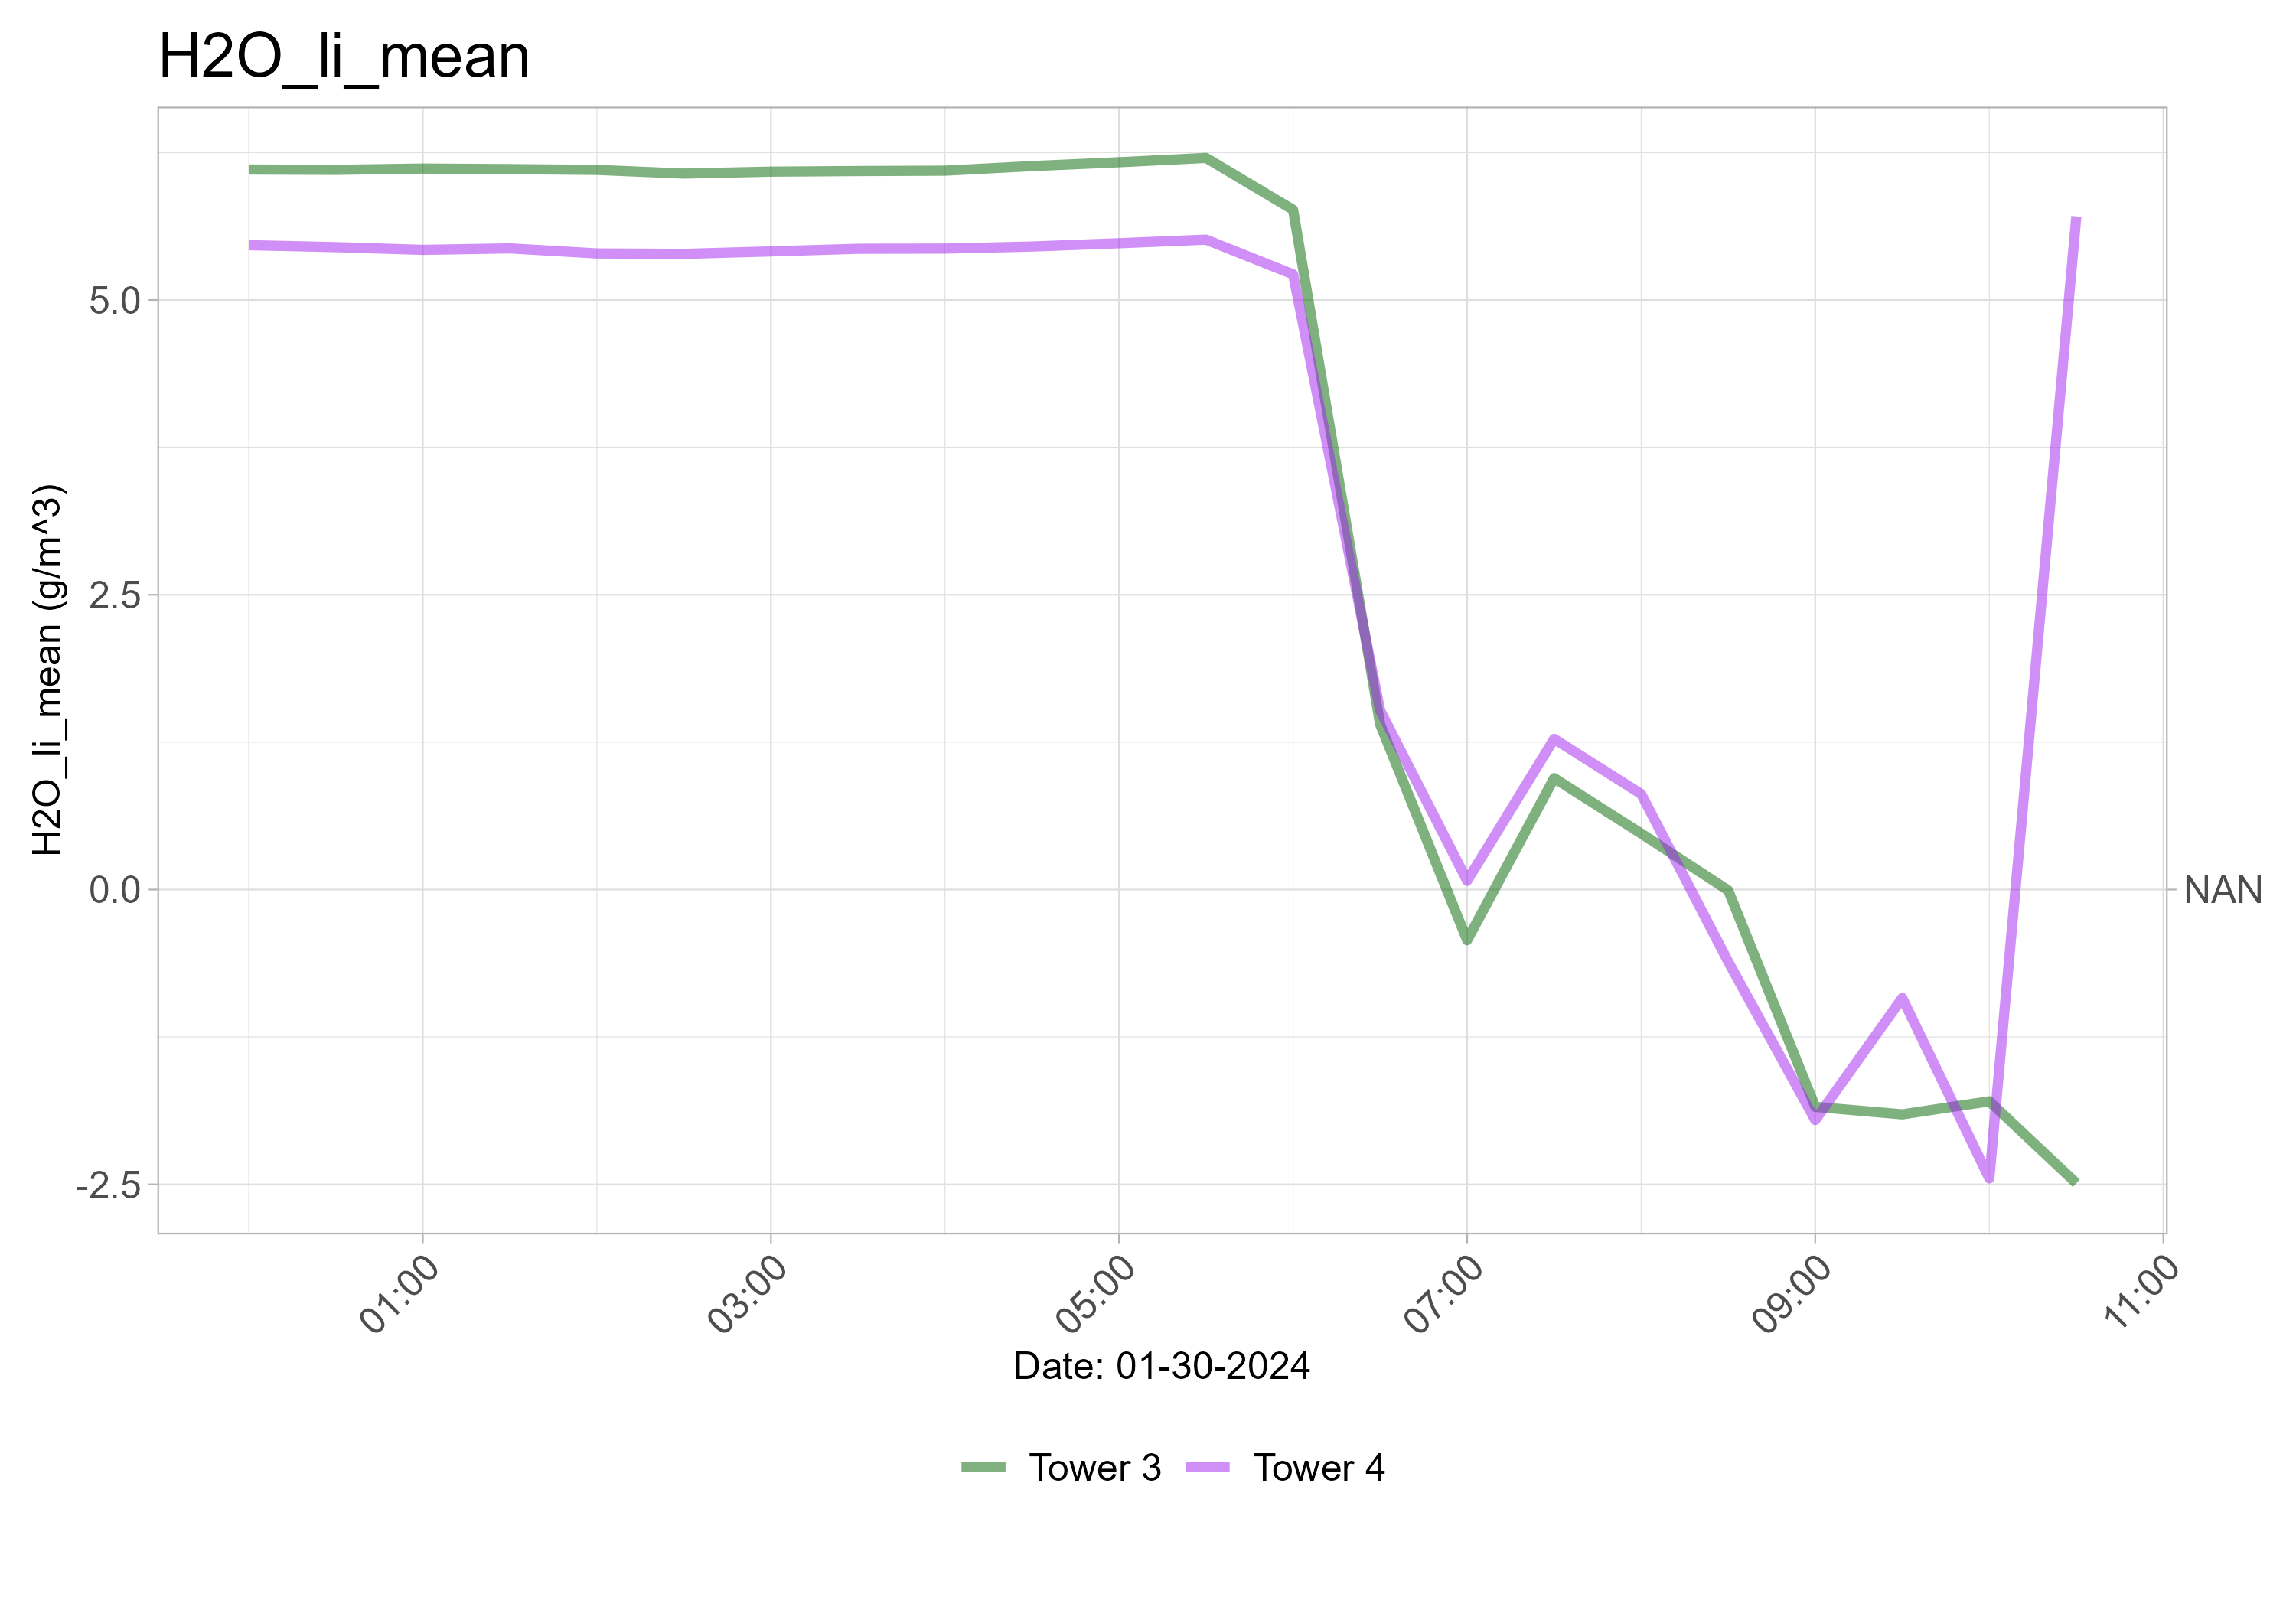 H2O_li_mean
H2O_li_mean (g/m^3)
5.0
2.5
0.0
-2.5
NAN
01:00
03:00
05:00
07:00
09:00
11:00
Date: 01-30-2024
Tower 3
Tower 4